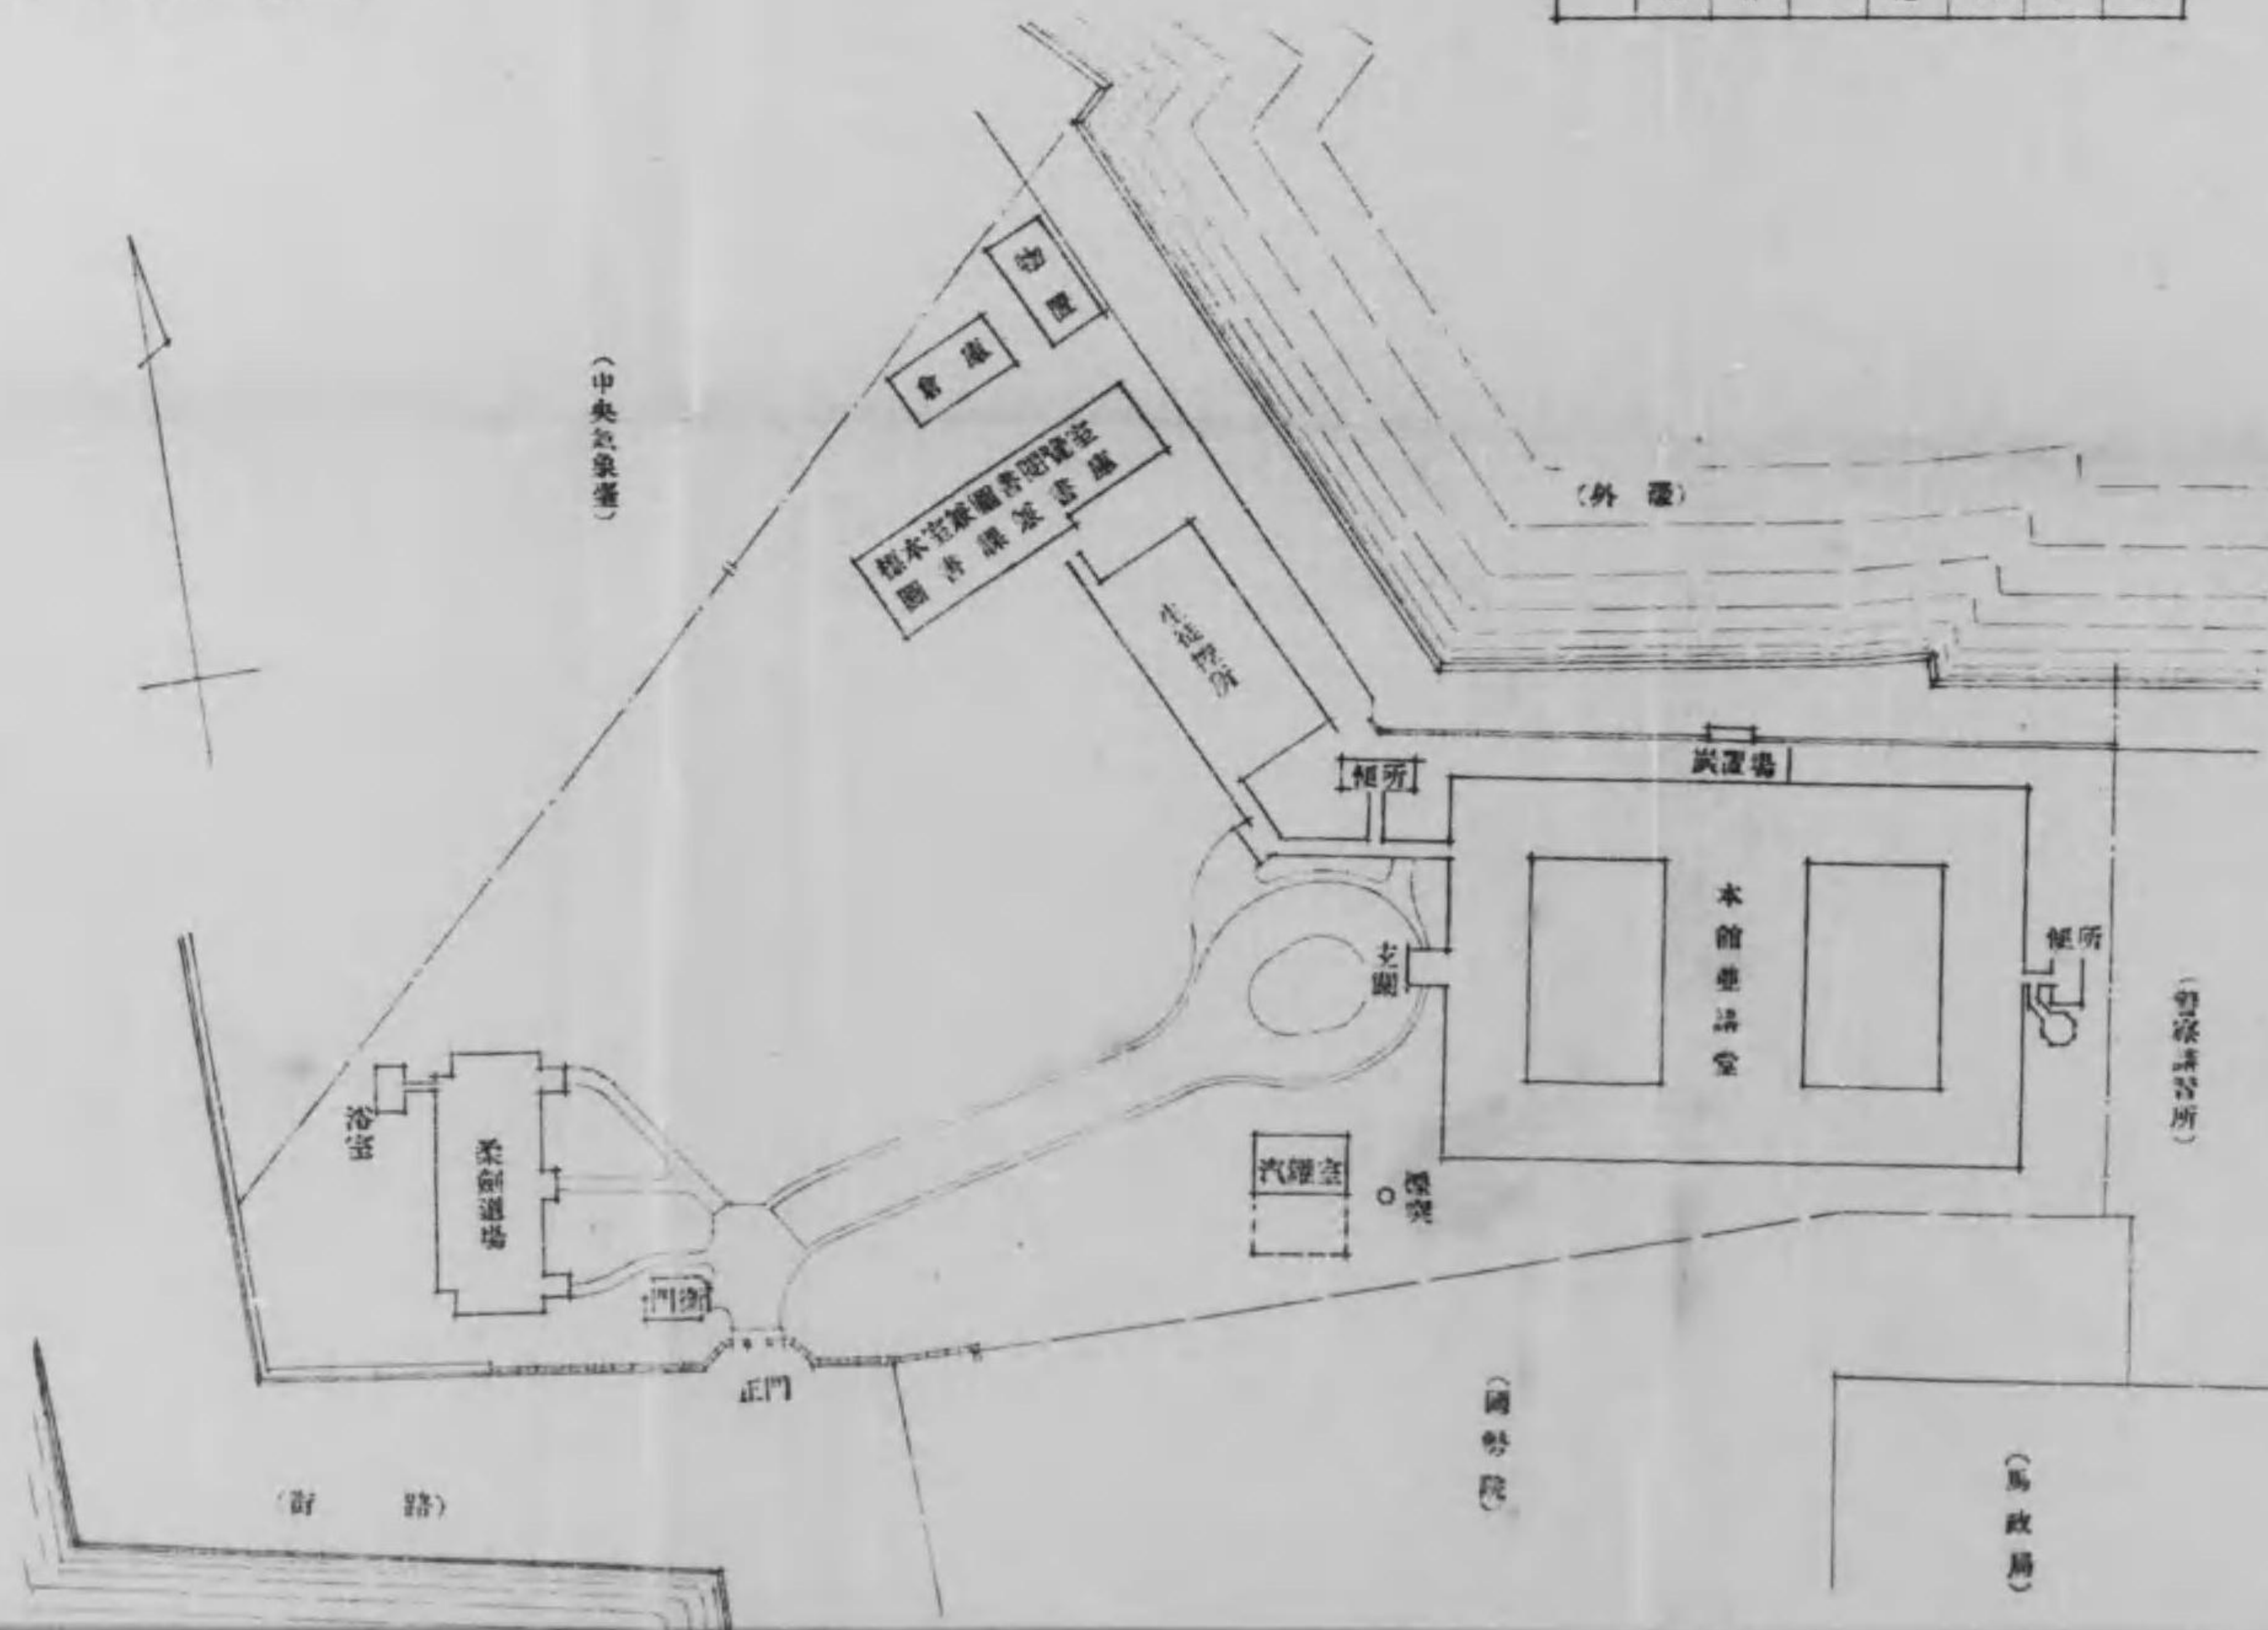 (中央氣象臺)
物置
倉庫
標本室兼圖書閱覽室
圖書課兼書庫
(外濠)
生徒控所
便所
炭置場
本館並講堂
玄關
便所
(警察講習所)
浴室
柔劍道場
汽罐室
煙突
門衛
正門
(街路)
(國勢院)
(馬政局)